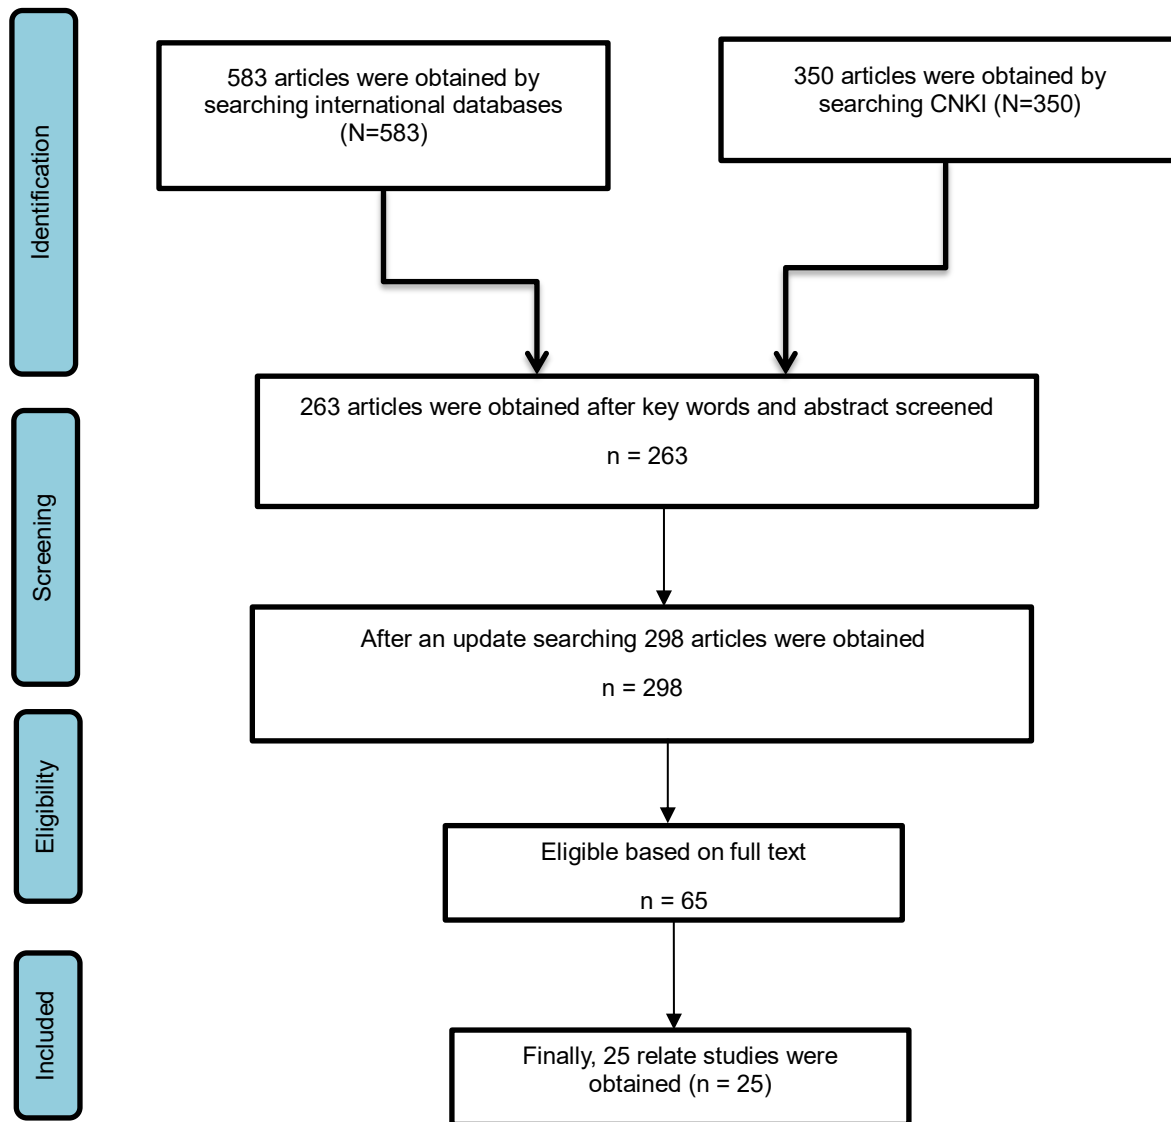 Identification
583 articles were obtained by
searching international databases
(N=583)
350 articles were obtained by
searching CNKI (N=350)
263 articles were obtained after key words and abstract screened
n = 263
Screening
After an update searching 298 articles were obtained
n = 298
Eligibility
Eligible based on full text
n = 65
Included
Finally, 25 relate studies were
obtained (n = 25)